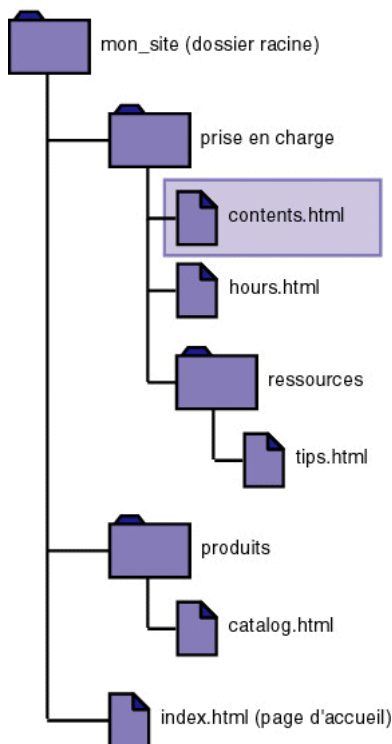 mon_site (dossier racine)
prise en charge
contents.html
hours.html
ressources
tips.html
produits
catalog.html
index.html (page d'accueil)